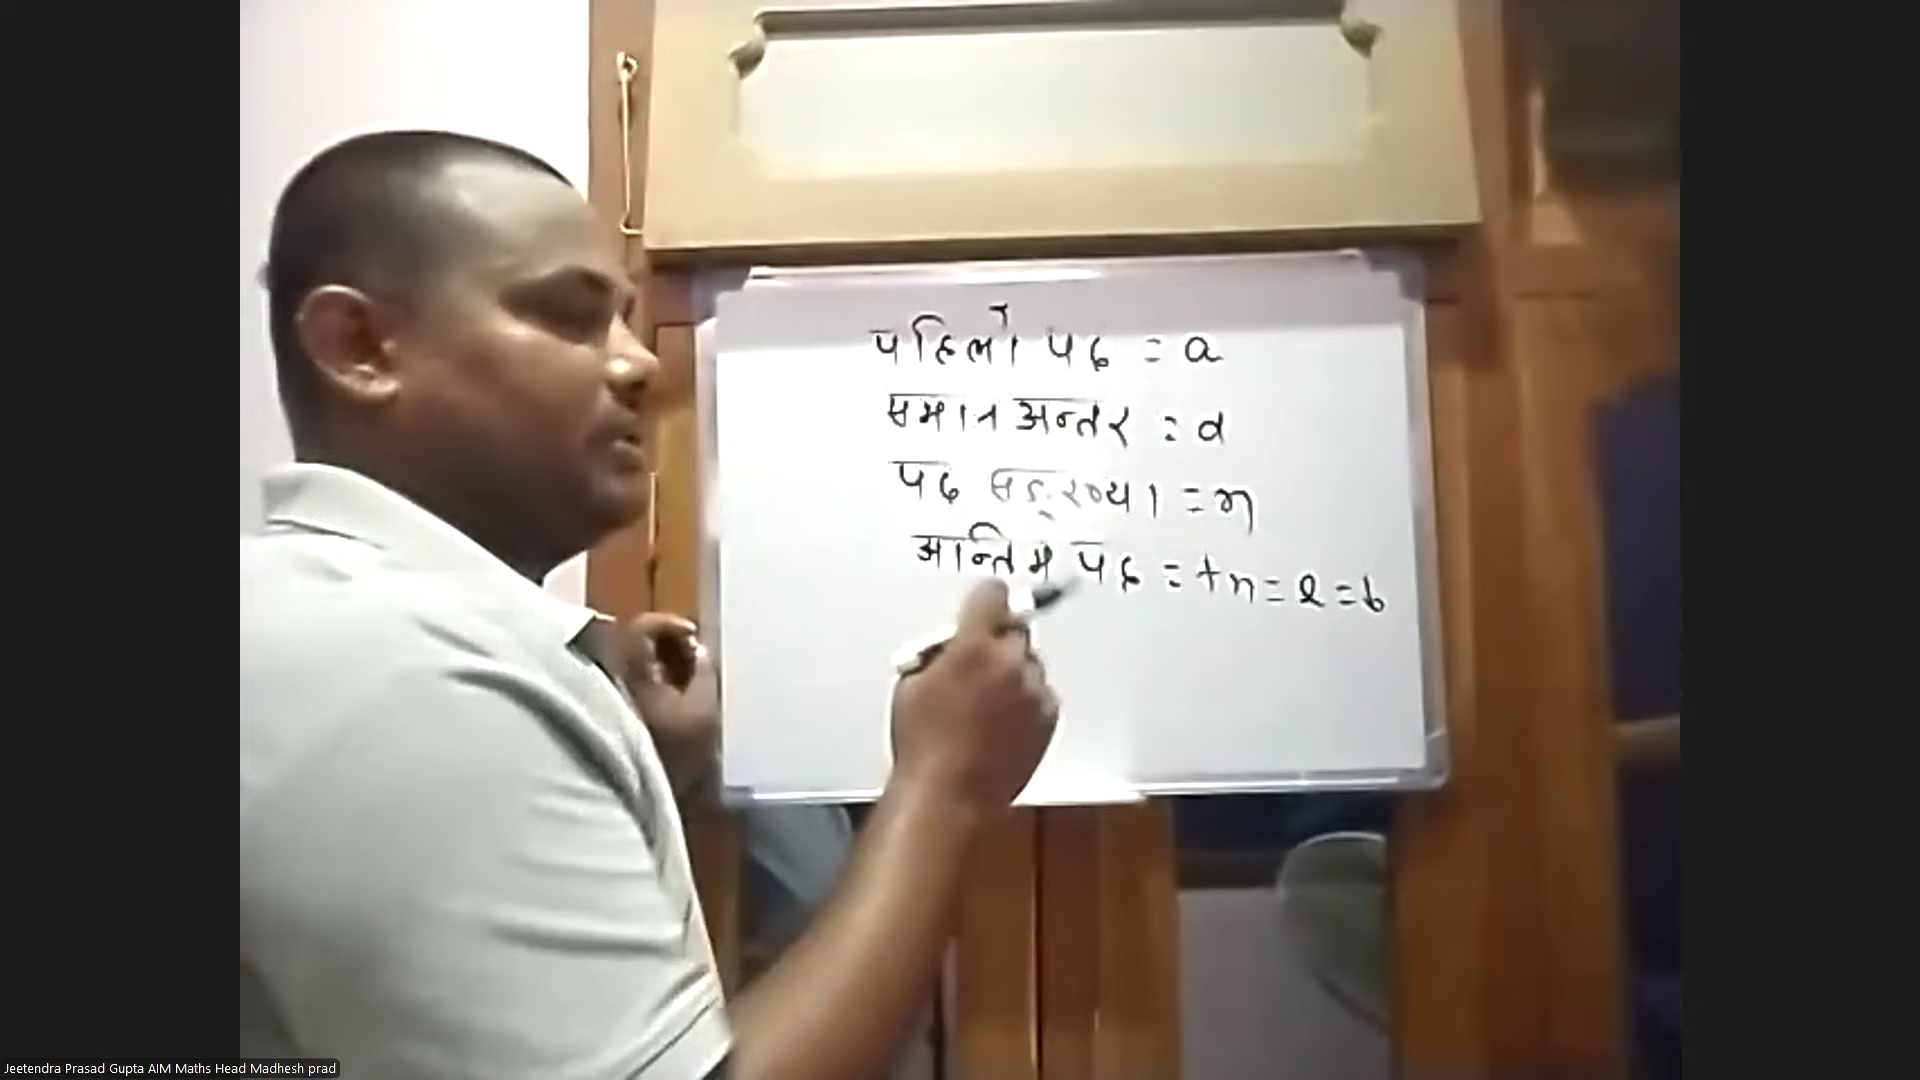 पहिलो पद = a
समान अन्तर = d
पद सङ्ख्या = n
अन्तिम पद = tn = l = b
Jeetendra Prasad Gupta AIM Maths Head Madhesh prad